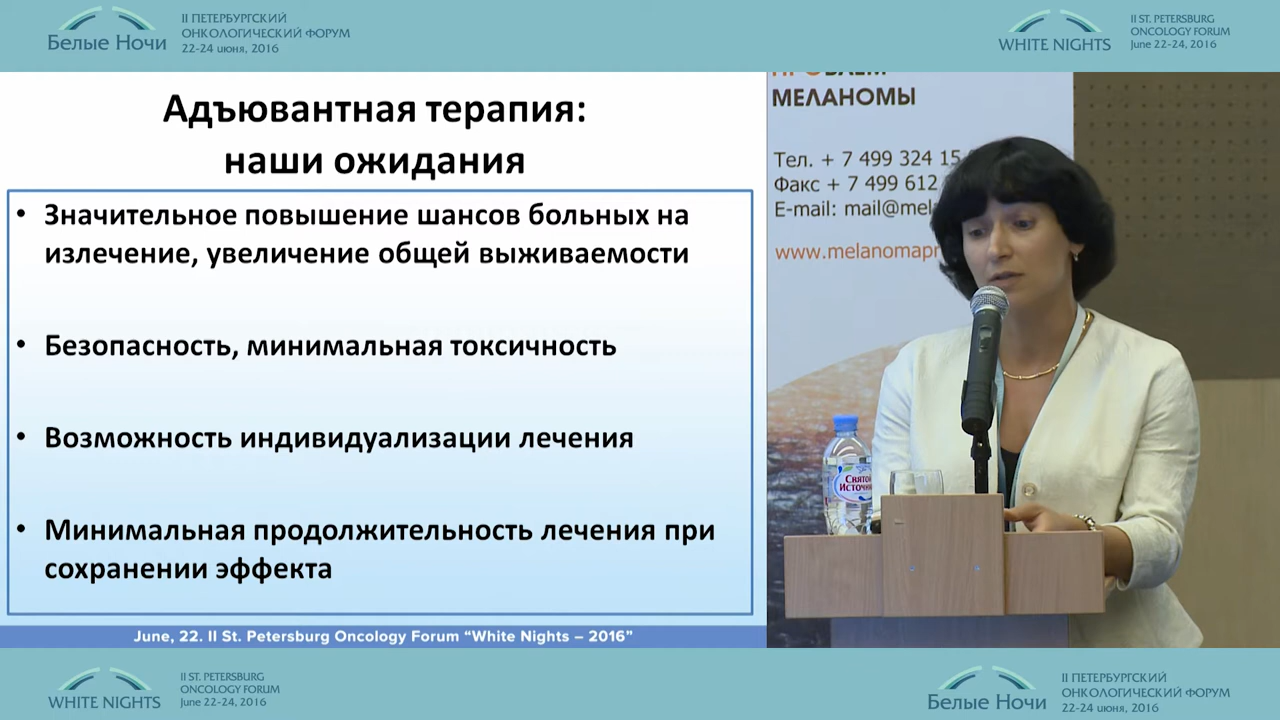 Белые Ночи
II ПЕТЕРБУРГСКИЙ
ОНКОЛОГИЧЕСКИЙ ФОРУМ
22-24 июня, 2016
WHITE NIGHTS
II ST. PETERSBURG
ONCOLOGY FORUM
June 22-24, 2016
Адъювантная терапия:
наши ожидания
• Значительное повышение шансов больных на
излечение, увеличение общей выживаемости
• Безопасность, минимальная токсичность
• Возможность индивидуализации лечения
• Минимальная продолжительность лечения при
сохранении эффекта
June, 22. II St. Petersburg Oncology Forum “White Nights – 2016”
МЕЛАНОМЫ
Тел. + 7 499 324 15
Факс + 7 499 612
E-mail: mail@mela
www.melanomapr
Святой
Источник
WHITE NIGHTS
II ST. PETERSBURG
ONCOLOGY FORUM
June 22-24, 2016
Белые Ночи
II ПЕТЕРБУРГСКИЙ
ОНКОЛОГИЧЕСКИЙ ФОРУМ
22-24 июня, 2016